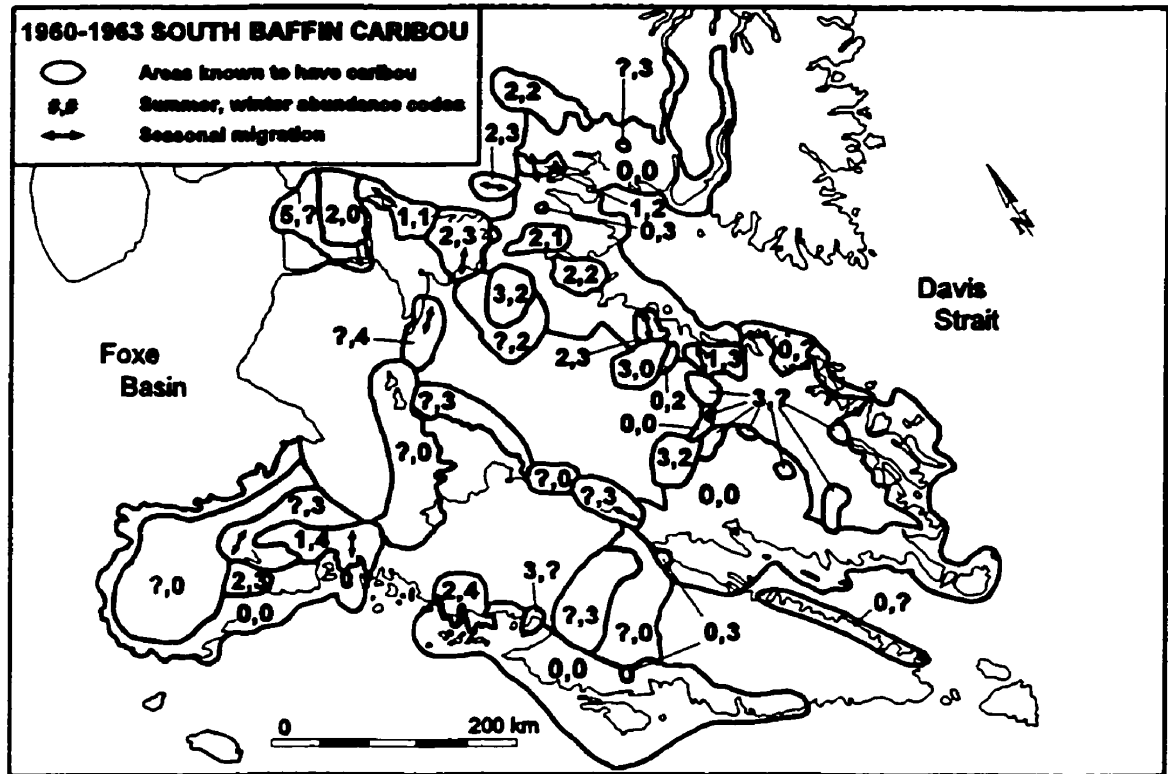 1960-1963 SOUTH BAFFIN CARIBOU
Areas known to have caribou
#,# Summer, winter abundance codes
Seasonal migration
?,3
2,2
2,3
0,0
5,? 2,0 1,1 1,2
2,3 2,1 0,3
2,2
3,2
?,2
?,4
Foxe
Basin
Davis
Strait
N
2,3 3,0 1,3 0,?
0,2 3,?
0,0
?,3
?,0 3,2
?,0 ?,3 0,0
?,3
1,4
?,0 2,3 0,0
2,4 3,? ?,3 ?,0 0,3 0,?
0,0
0 200 km